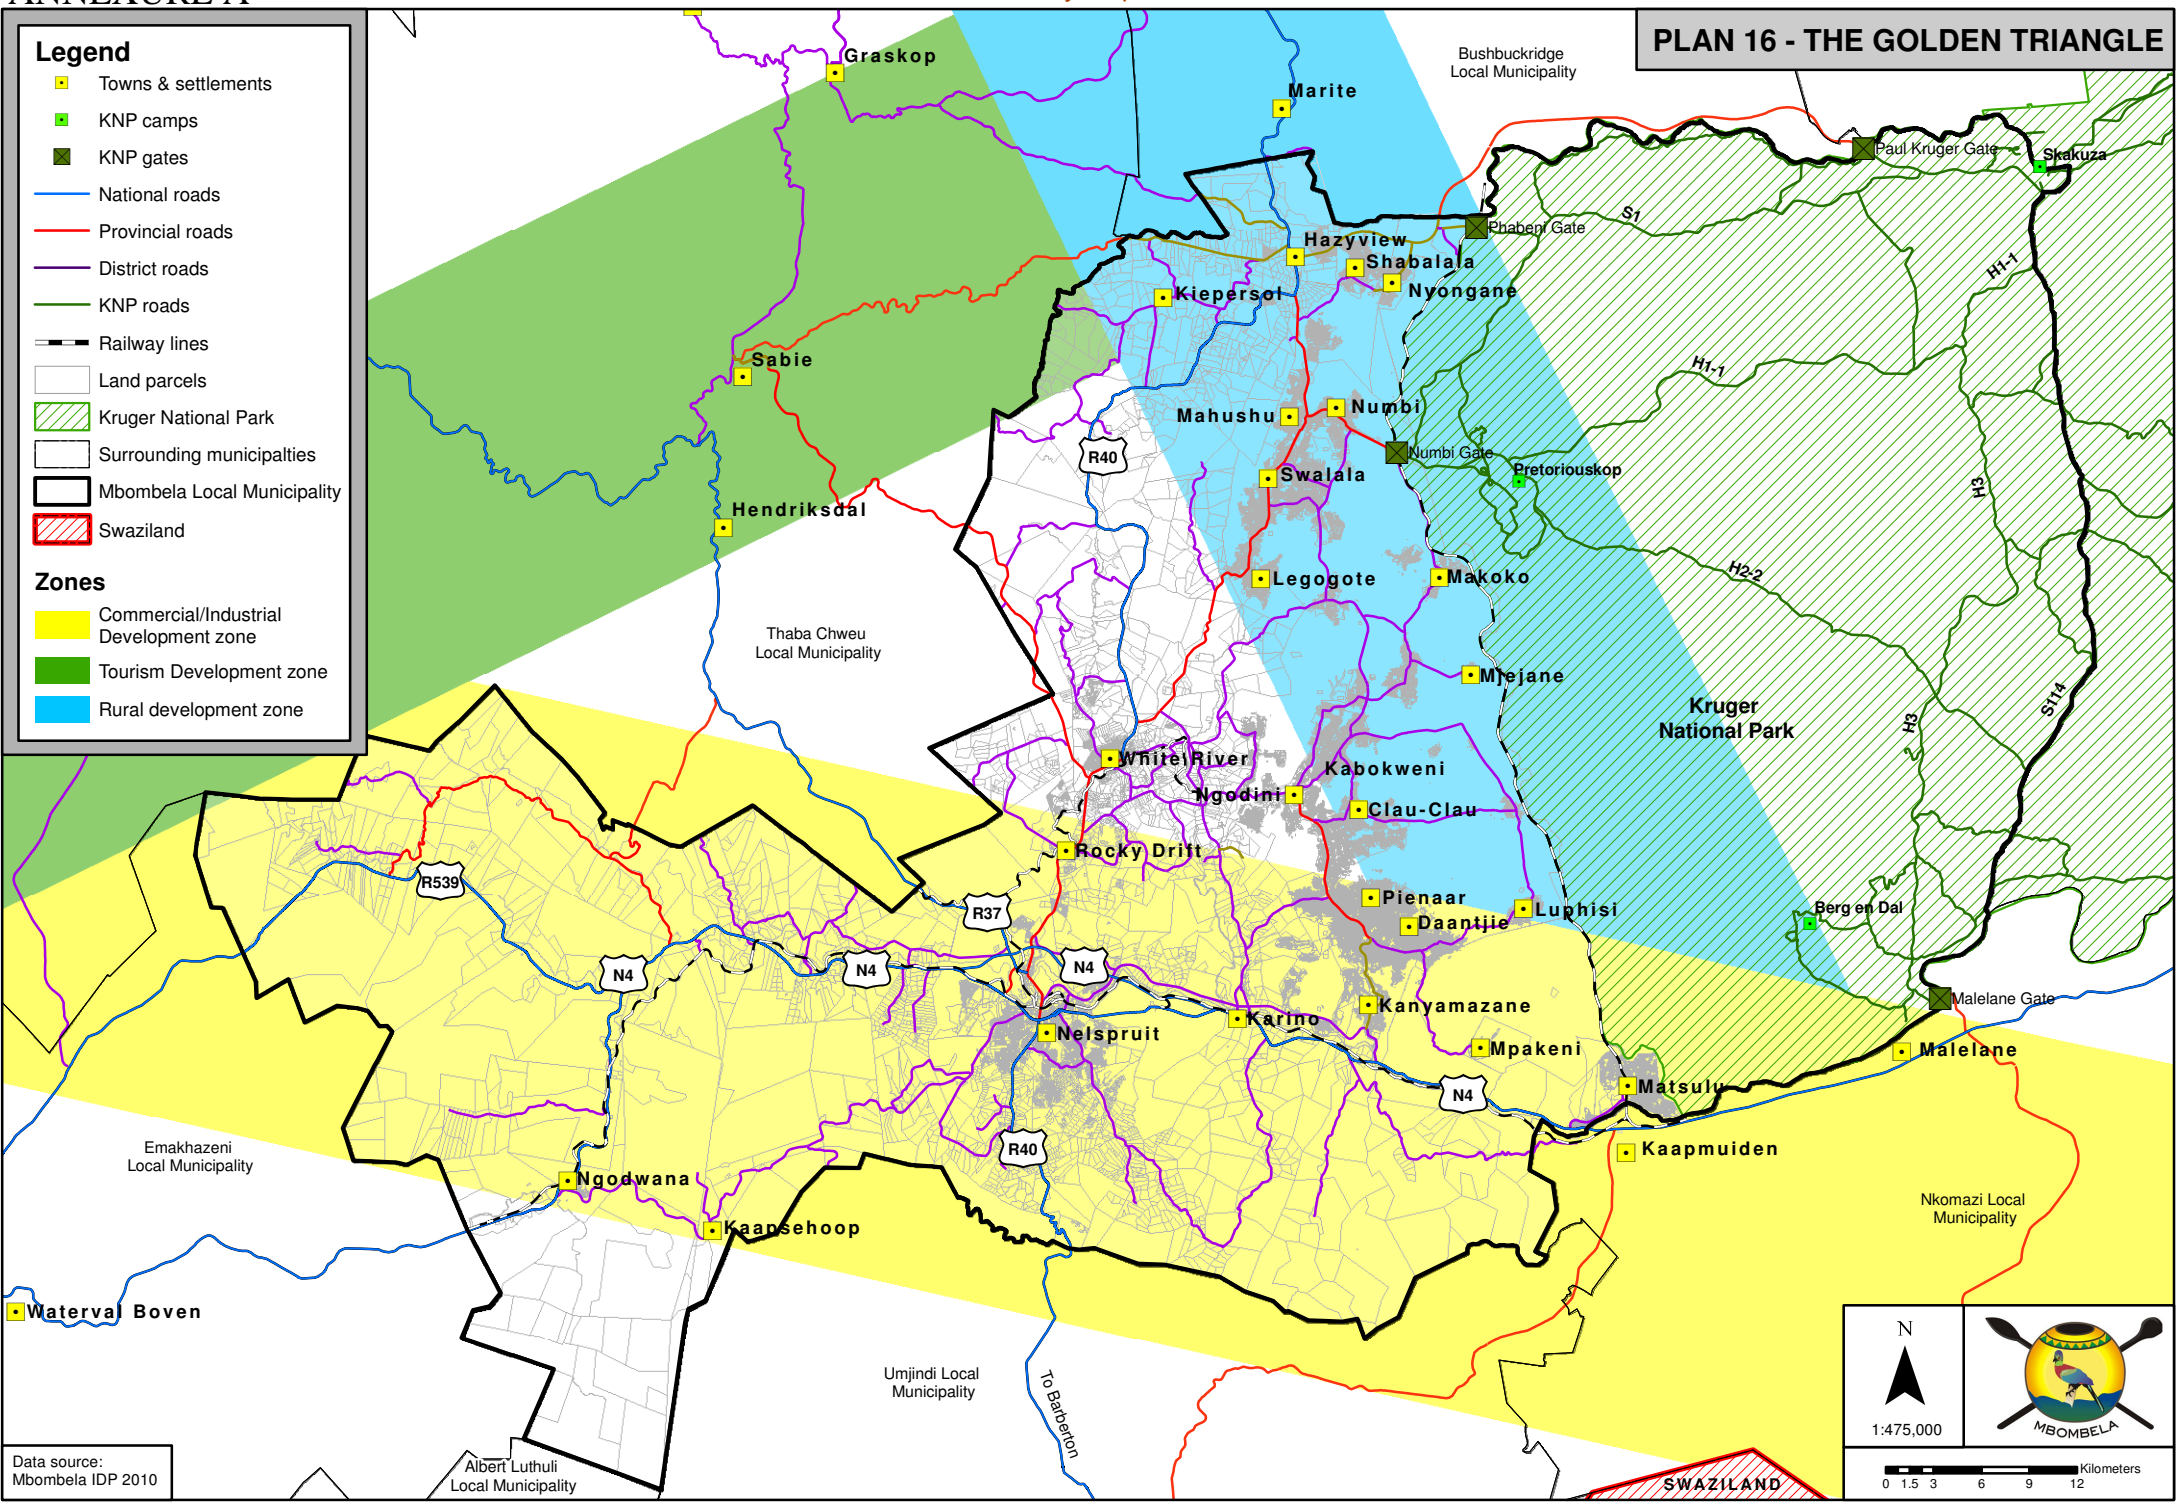 ANNEXURE A
PLAN 16 - THE GOLDEN TRIANGLE
Legend
Towns & settlements
KNP camps
KNP gates
National roads
Provincial roads
District roads
KNP roads
Railway lines
Land parcels
Kruger National Park
Surrounding municipalties
Mbombela Local Municipality
Swaziland
Zones
Commercial/Industrial
Development zone
Tourism Development zone
Rural development zone
Graskop
Marite
Bushbuckridge
Local Municipality
Paul Kruger Gate
Skakuza
S1
Phabeni Gate
Hazyview
Shabalala
Nyongane
H1-1
Kiepersol
Sabie
H1-1
Mahushu
Numbi
R40
Numbi Gate
Pretoriouskop
Swalala
HH3
Hendriksdal
Legogote
Makoko
H2-2
Thaba Chweu
Local Municipality
Mjejane
Kruger
National Park
S114
H3
White River
Kabokweni
Ngodini
Clau-Clau
Rocky Drift
R539
Pienaar
R37
Luphisi
Berg en Dal
Daantjie
N4
N4
N4
Kanyamazane
Malelane Gate
Karino
Nelspruit
Mpakeni
Malelane
Matsulu
N4
Emakhazeni
Local Municipality
R40
Kaapmuiden
Ngodwana
Nkomazi Local
Municipality
Kaapsehoop
Waterval Boven
Umjindi Local
Municipality
To Barberton
N
1:475,000
MBOMBELA
Data source:
Mbombela IDP 2010
Albert Luthuli
Local Municipality
SWAZILAND
Kilometers
0 1.5 3 6 9 12